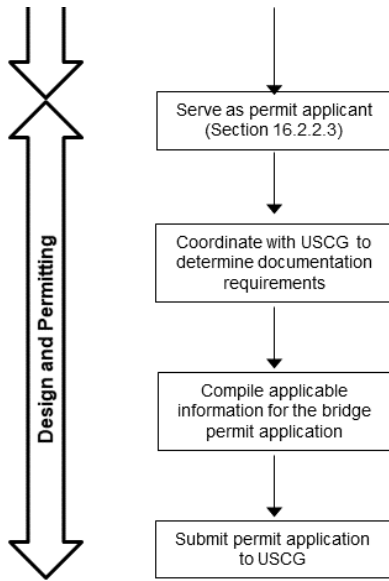 Serve as permit applicant
(Section 16.2.2.3)
Coordinate with USCG to
determine documentation
requirements
Design and Permitting
Compile applicable
information for the bridge
permit application
Submit permit application
to USCG